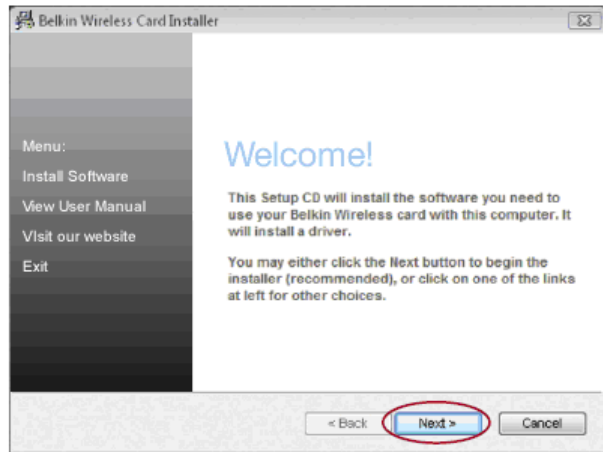 Belkin Wireless Card Installer
Menu:
Install Software
View User Manual
VIsit our website
Exit
Welcome!
This Setup CD will install the software you need to
use your Belkin Wireless card with this computer. It
will install a driver.
You may either click the Next button to begin the
installer (recommended), or click on one of the links
at left for other choices.
< Back
Next >
Cancel